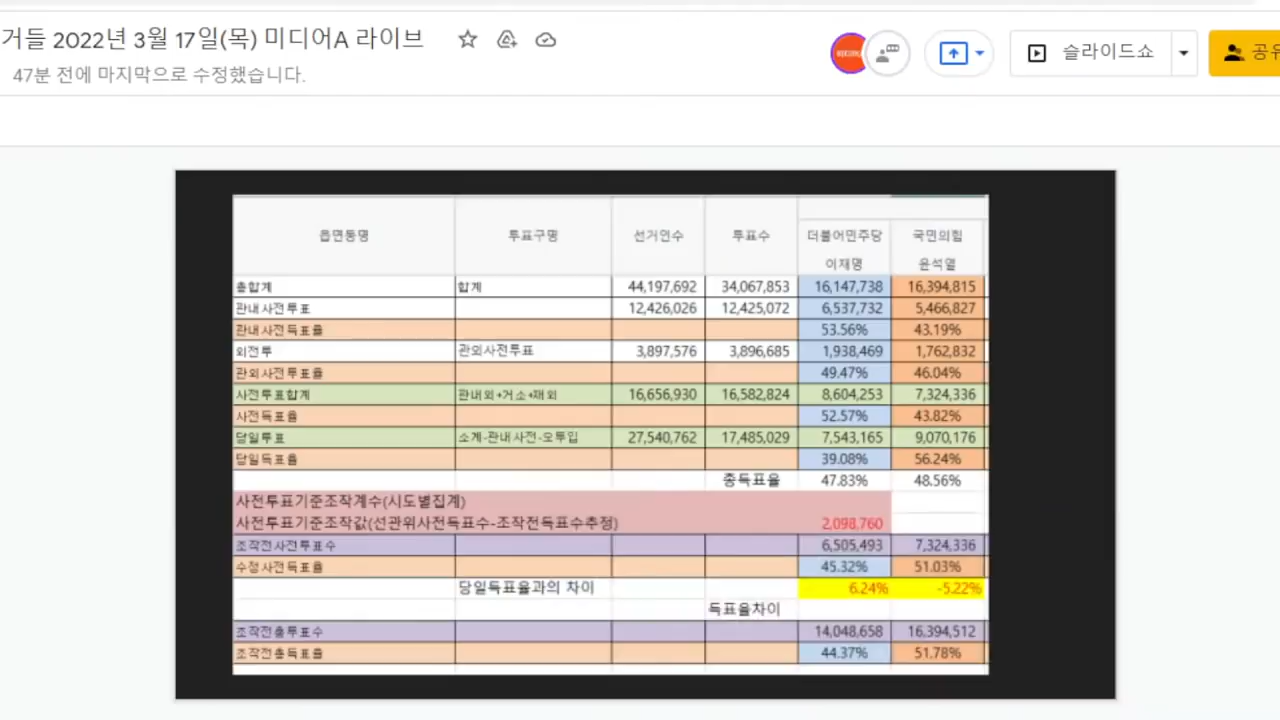 거들 2022년 3월 17일(목) 미디어A 라이브
47분 전에 마지막으로 수정했습니다.
슬라이드쇼
공유
읍면동명 투표구명 선거인수 투표수 더불어민주당 이재명 국민의힘 윤석열
총합계 합계 44,197,692 34,067,853 16,147,738 16,394,815
관내사전투표 12,426,026 12,425,072 6,537,732 5,466,827
관내사전득표율 53.56% 43.19%
외전투 관외사전투표 3,897,576 3,896,685 1,938,469 1,762,832
관외사전투표율 49.47% 46.04%
사전투표합계 관내외+거소+재외 16,656,930 16,582,824 8,604,253 7,324,336
사전득표율 52.57% 43.82%
당일투표 소계-관내사전-오투입 27,540,762 17,485,029 7,543,165 9,070,176
당일득표율 39.08% 56.24%
총득표율 47.83% 48.56%
사전투표기준조작계수(시도별집계)
사전투표기준조작값(선관위사전득표수-조작전득표수추정) 2,098,760
조작전사전투표수 6,505,493 7,324,336
수정사전득표율 45.32% 51.03%
당일득표율과의 차이 6.24% -5.22%
득표율차이
조작전총투표수 14,048,658 16,394,512
조작전총득표율 44.37% 51.78%